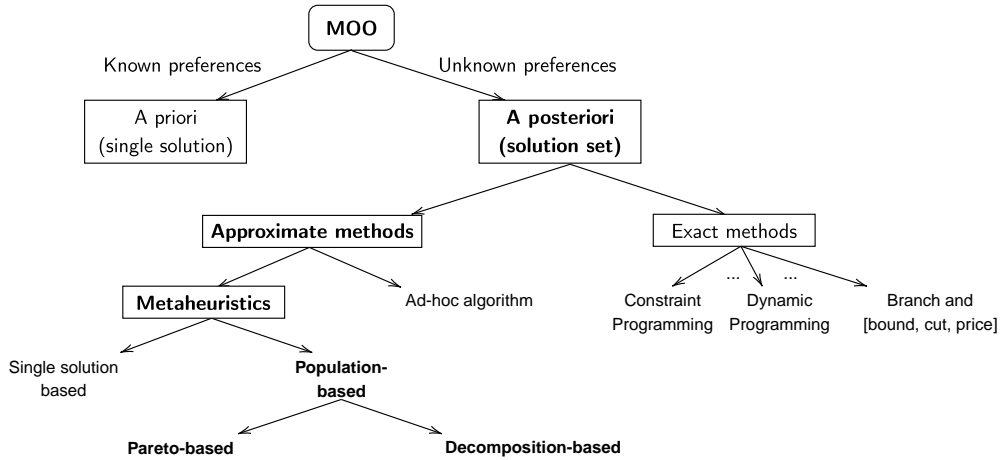 MOO
Known preferences
Unknown preferences
A priori
(single solution)
A posteriori
(solution set)
Approximate methods
Exact methods
... ...
Metaheuristics
Ad-hoc algorithm
Constraint
Programming
Dynamic
Programming
Branch and
[bound, cut, price]
Single solution
based
Population-
based
Pareto-based
Decomposition-based